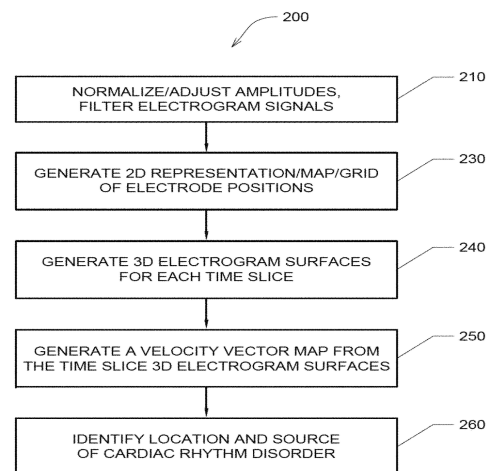 200
NORMALIZE/ADJUST AMPLITUDES,
FILTER ELECTROGRAM SIGNALS
210
GENERATE 2D REPRESENTATION/MAP/GRID
OF ELECTRODE POSITIONS
230
GENERATE 3D ELECTROGRAM SURFACES
FOR EACH TIME SLICE
240
GENERATE A VELOCITY VECTOR MAP FROM
THE TIME SLICE 3D ELECTROGRAM SURFACES
250
IDENTIFY LOCATION AND SOURCE
OF CARDIAC RHYTHM DISORDER
260